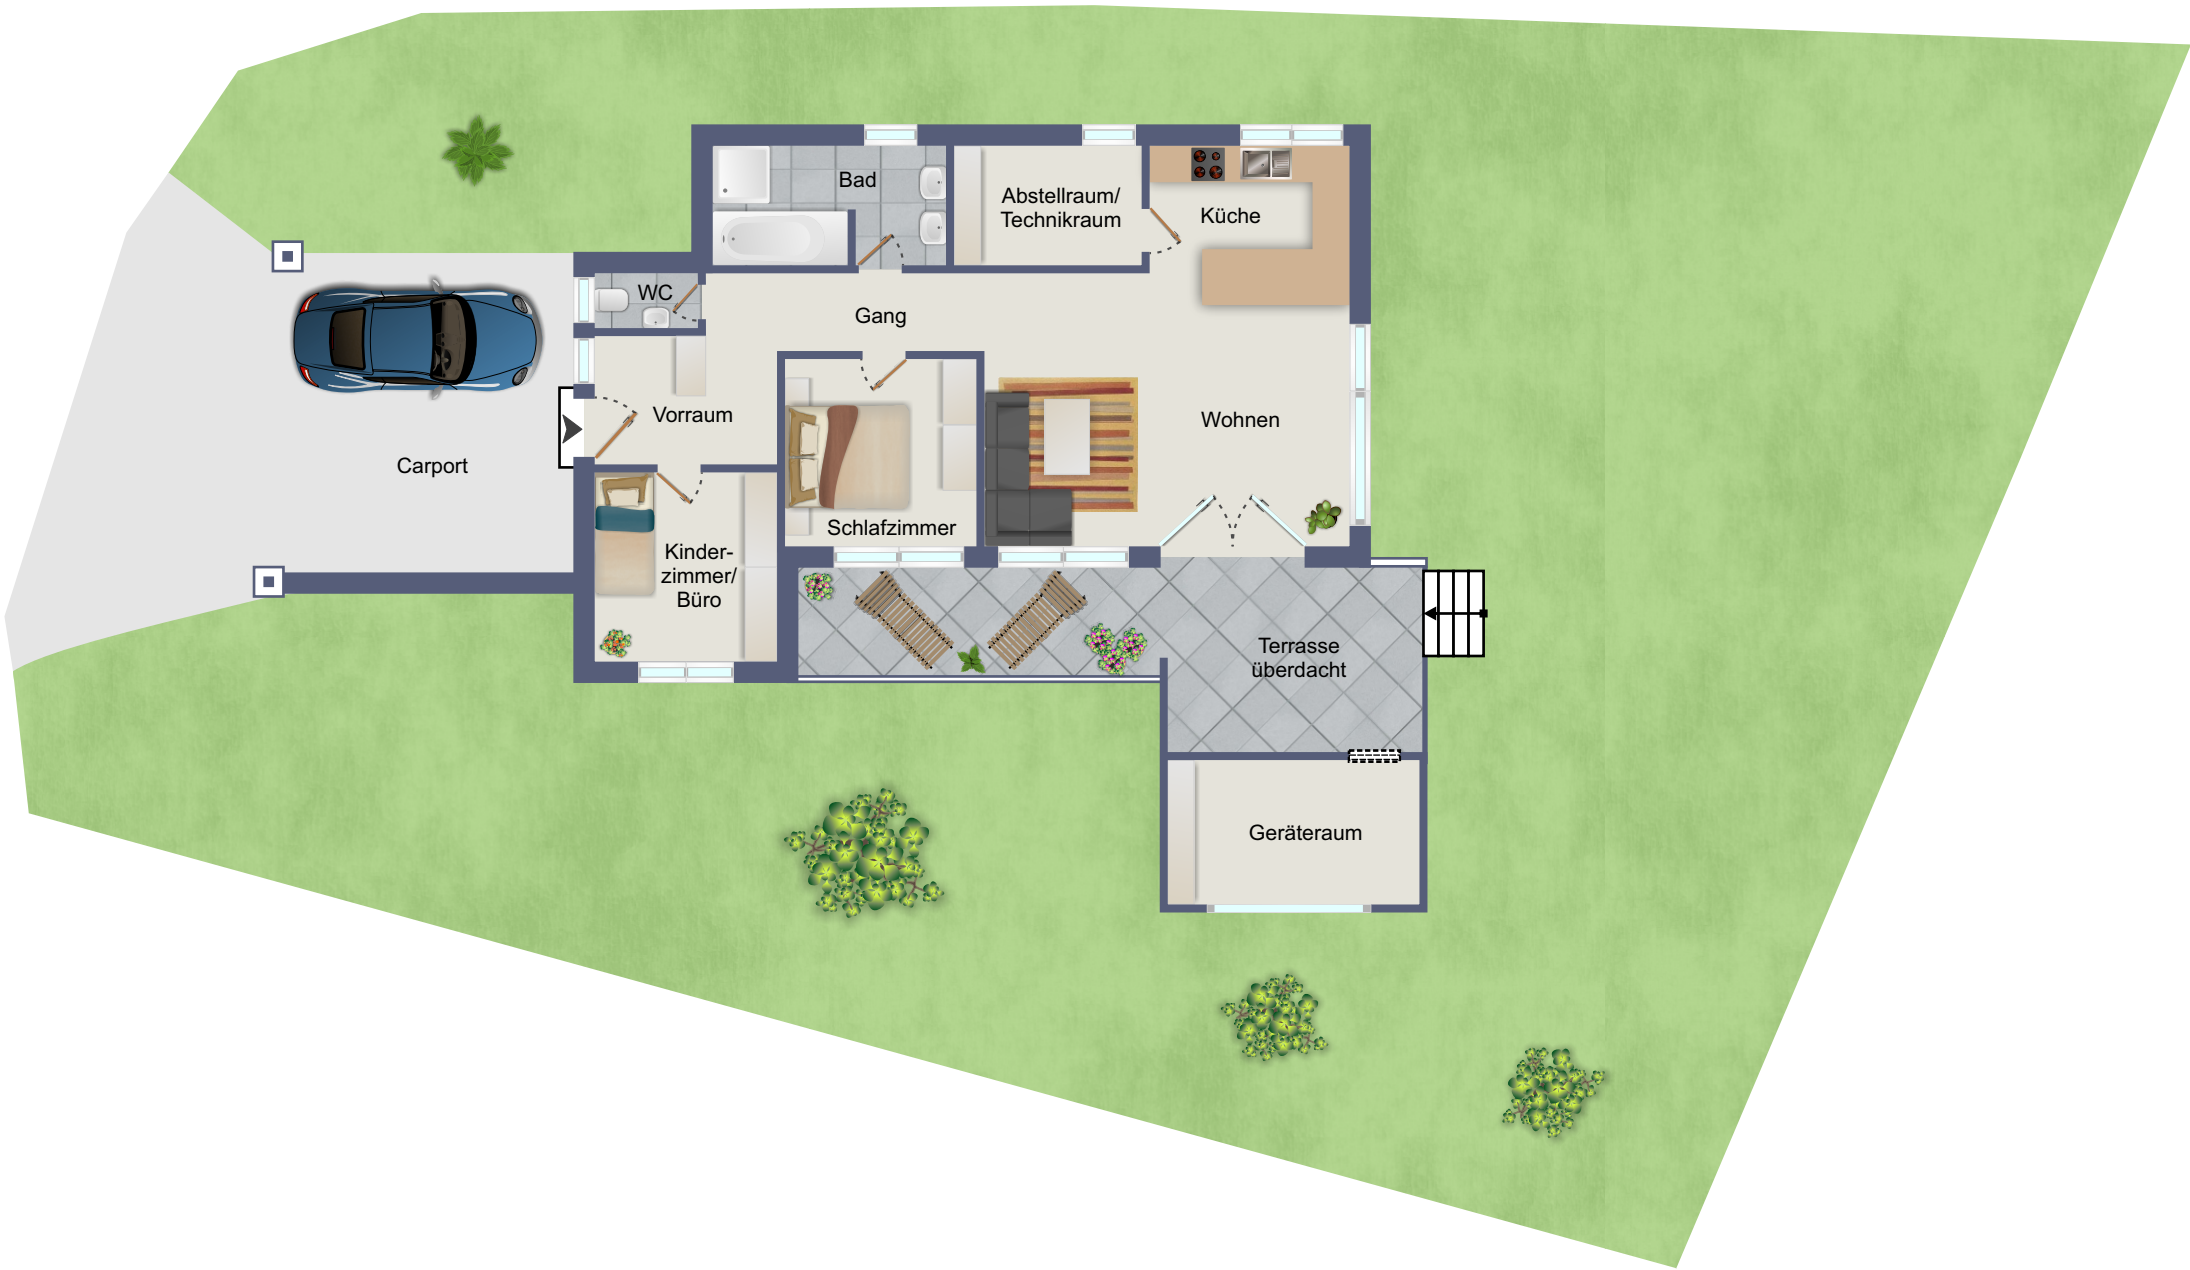 Bad
Abstellraum/
Technikraum
Küche
WC
Gang
Vorraum
Wohnen
Carport
Schlafzimmer
Kinder-
zimmer/
Büro
Terrasse
überdacht
Geräteraum